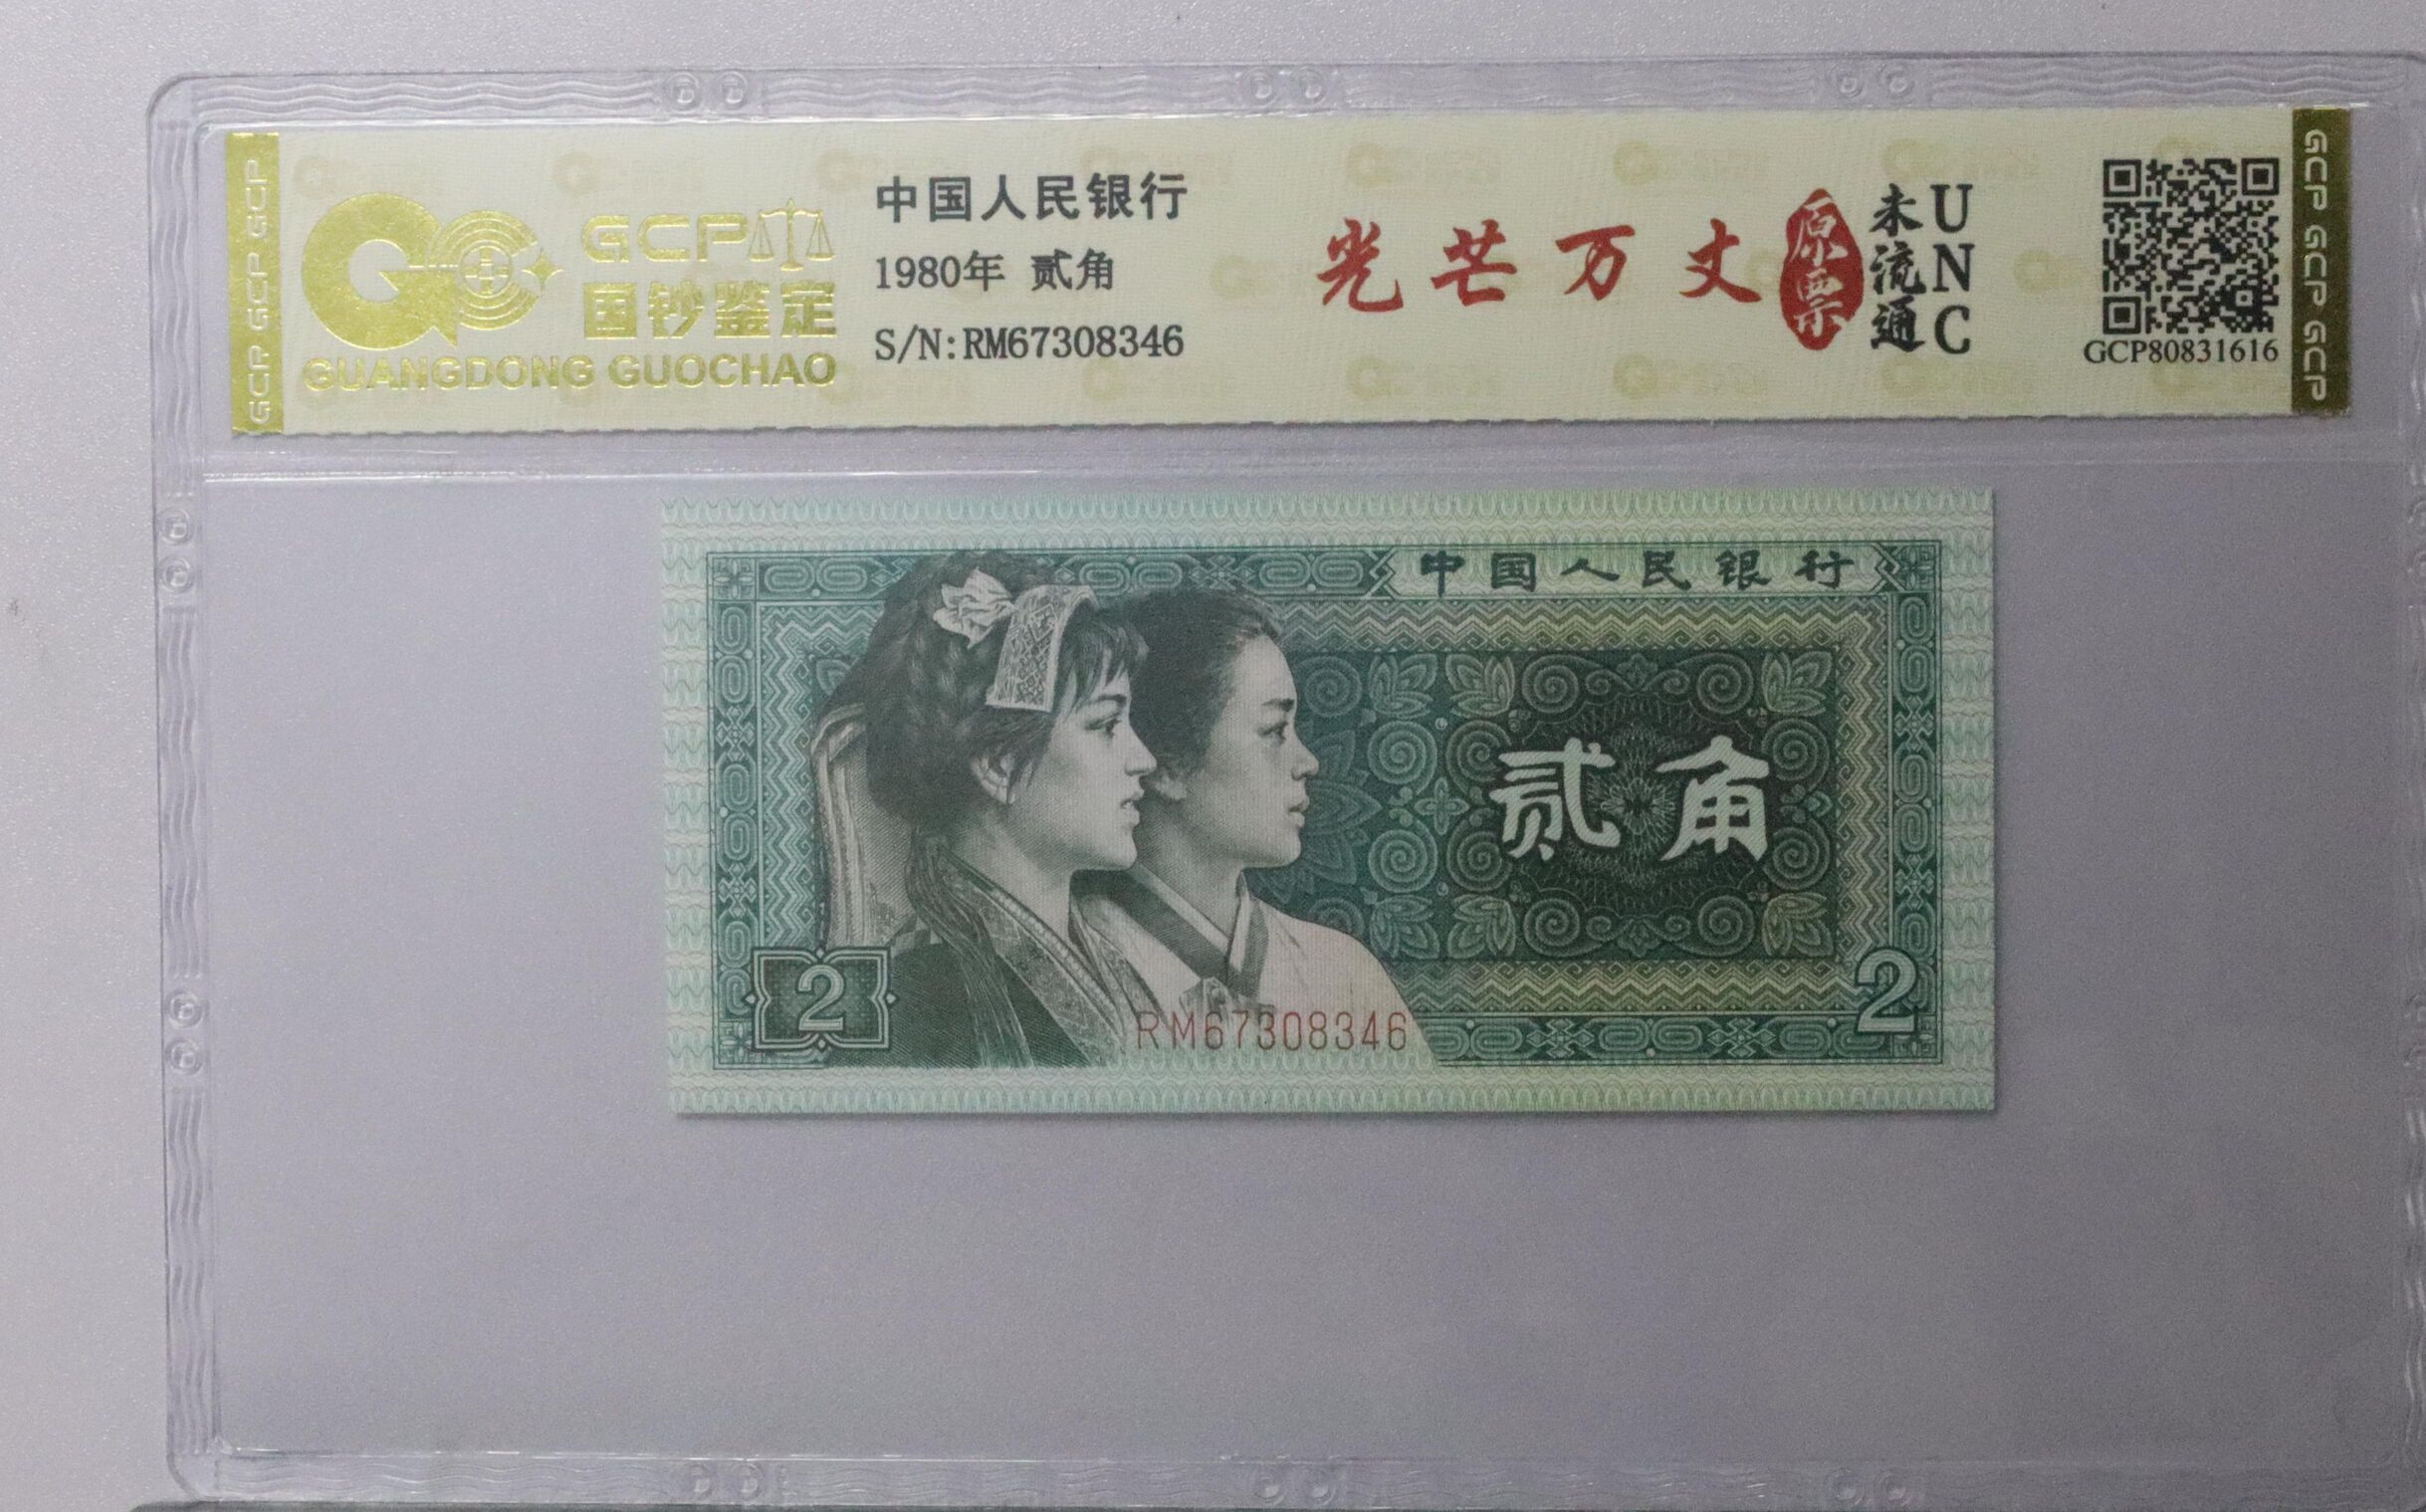 GCP GCP GCP
GCP
国钞鉴定
GUANGDONG GUOCHAO
中国人民银行
1980年 贰角
S/N:RM67308346
光芒万丈
原票
未流通
UNC
GCP80831616
GCP GCP GCP
中国人民银行
贰角
2
RM67308346
2